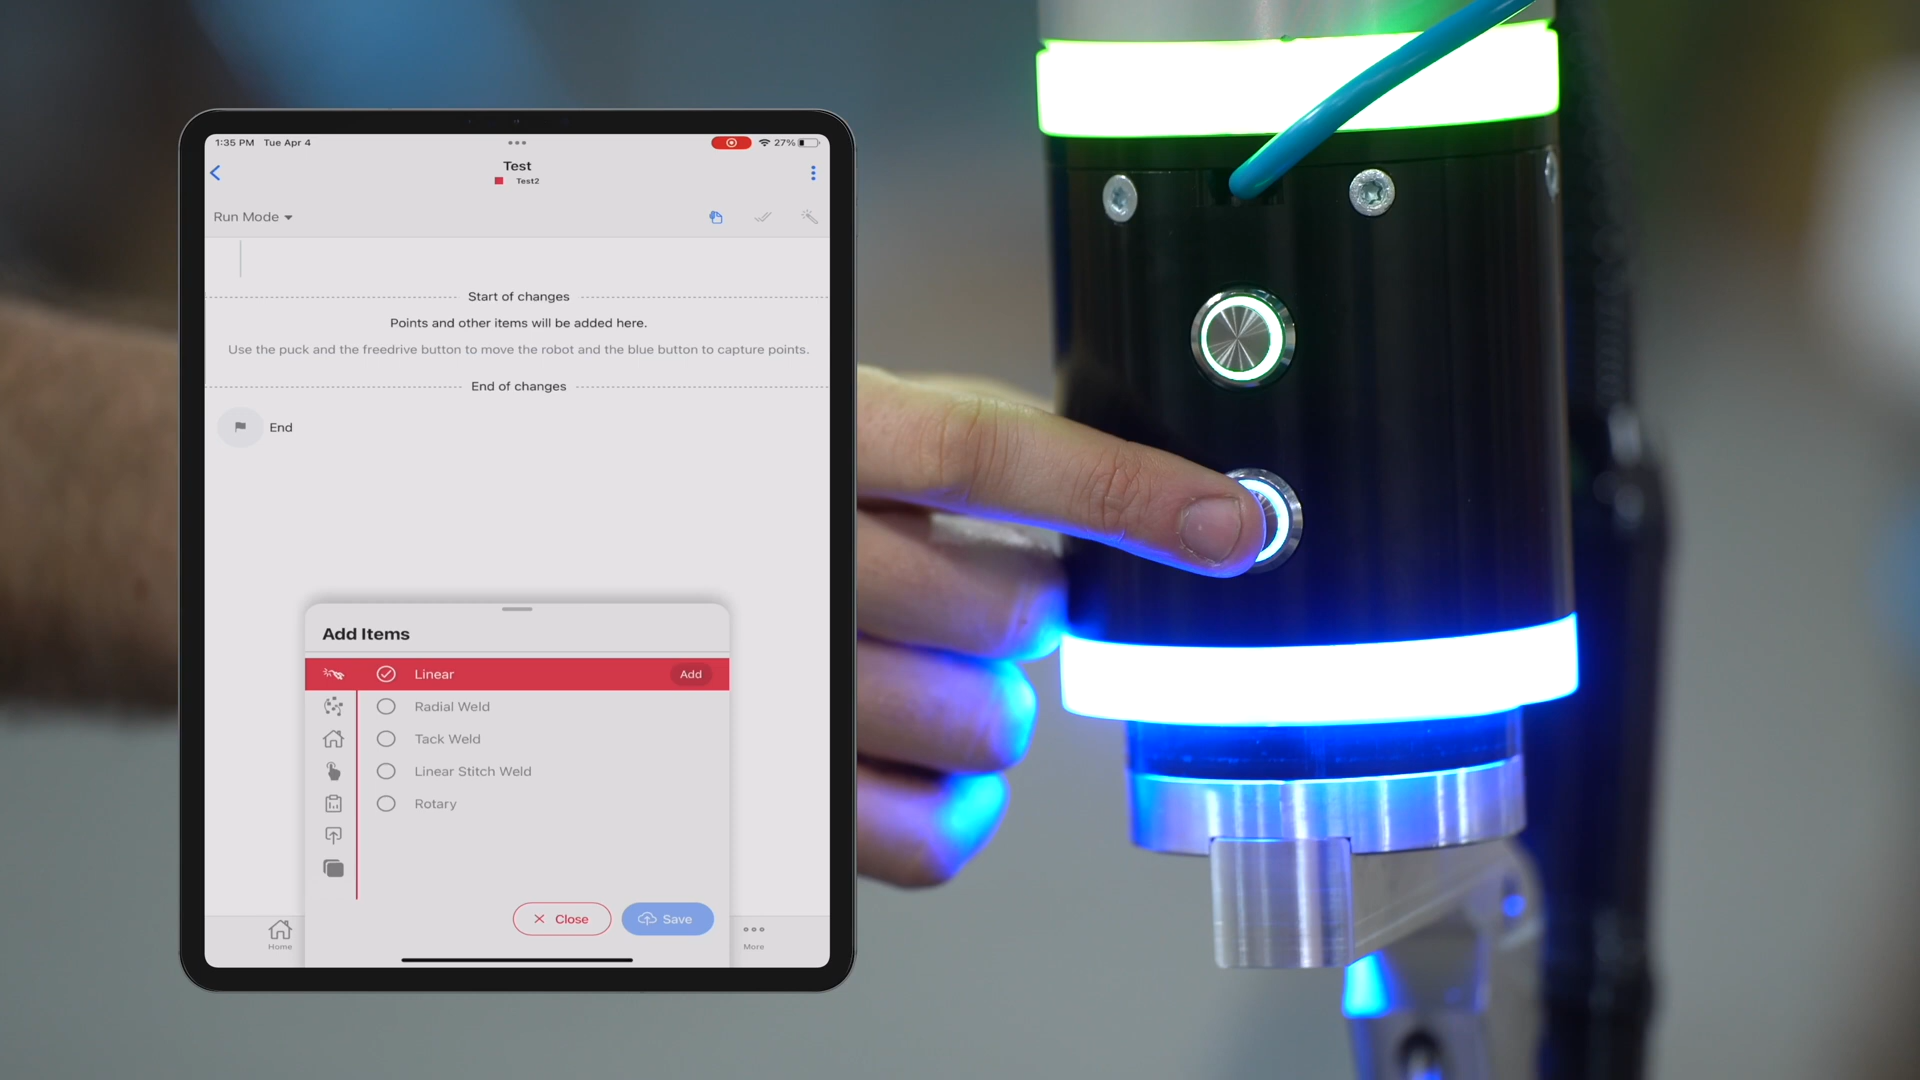 1:35 PM Tue Apr 4
27%
Test
Test2
Run Mode
Start of changes
Points and other items will be added here.
Use the puck and the freedrive button to move the robot and the blue button to capture points.
End of changes
End
Add Items
Linear
Add
Radial Weld
Tack Weld
Linear Stitch Weld
Rotary
Close
Save
Home
More